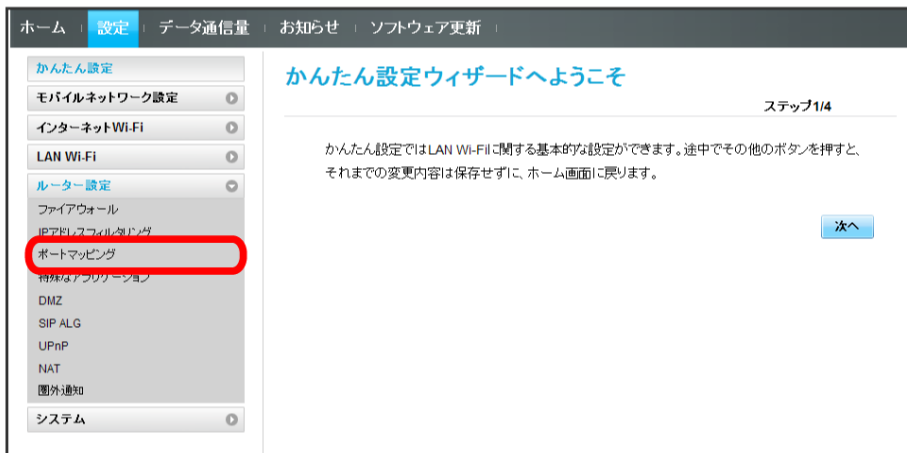 ホーム 設定 データ通信量 お知らせ ソフトウェア更新
かんたん設定
モバイルネットワーク設定
インターネットWi-Fi
LAN Wi-Fi
ルーター設定
ファイアウォール
IPアドレスフィルタリング
ポートマッピング
特殊なアプリケーション
DMZ
SIP ALG
UPnP
NAT
圏外通知
システム
かんたん設定ウィザードへようこそ
ステップ1/4
かんたん設定ではLAN Wi-Fiに関する基本的な設定ができます。途中でその他のボタンを押すと、
それまでの変更内容は保存せずに、ホーム画面に戻ります。
次へ